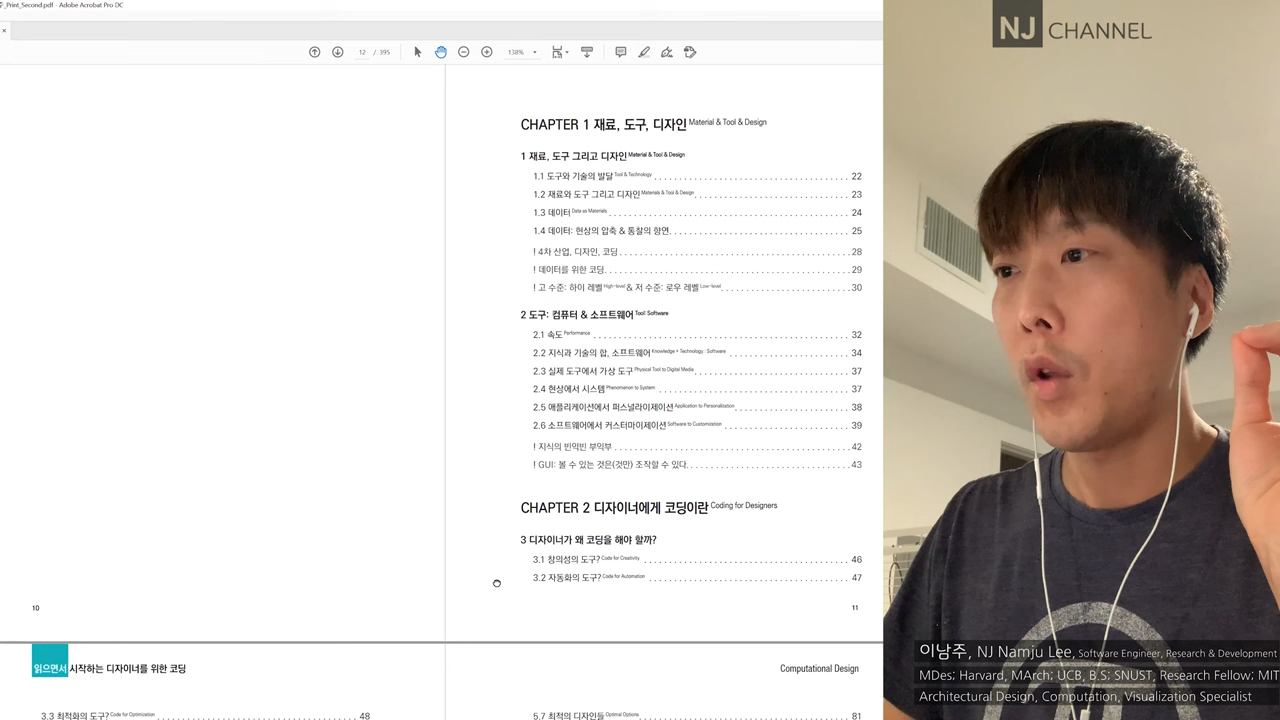 _Print_Second.pdf - Adobe Acrobat Pro DC
12 / 395
138%
CHAPTER 1 재료, 도구, 디자인 Material & Tool & Design
1 재료, 도구 그리고 디자인 Material & Tool & Design
1.1 도구와 기술의 발달 Tool & Technology 22
1.2 재료와 도구 그리고 디자인 Materials & Tool & Design 23
1.3 데이터 Data as Materials 24
1.4 데이터: 현상의 압축 & 통찰의 향연 25
! 4차 산업, 디자인, 코딩 28
! 데이터를 위한 코딩 29
! 고 수준: 하이 레벨 High-level & 저 수준: 로우 레벨 Low-level 30
2 도구: 컴퓨터 & 소프트웨어 Tool: Software
2.1 속도 Performance 32
2.2 지식과 기술의 합, 소프트웨어 Knowledge + Technology: Software 34
2.3 실제 도구에서 가상 도구 Physical Tool to Digital Media 37
2.4 현상에서 시스템 Phenomenon to System 37
2.5 애플리케이션에서 퍼스널라이제이션 Application to Personalization 38
2.6 소프트웨어에서 커스터마이제이션 Software to Customization 39
! 지식의 빈익빈 부익부 42
! GUI: 볼 수 있는 것은(것만) 조작할 수 있다. 43
CHAPTER 2 디자이너에게 코딩이란 Coding for Designers
3 디자이너가 왜 코딩을 해야 할까?
3.1 창의성의 도구? Code for Creativity 46
3.2 자동화의 도구? Code for Automation 47
10
11
읽으면서 시작하는 디자이너를 위한 코딩
Computational Design
3.3 최적화의 도구? Code for Optimization 48
5.7 최적의 디자인들 Optimal Options 81
NJ CHANNEL
이남주, NJ Namju Lee, Software Engineer, Research & Development
MDes; Harvard, MArch; UCB, B.S; SNUST, Research Fellow; MIT
Architectural Design, Computation, Visualization Specialist